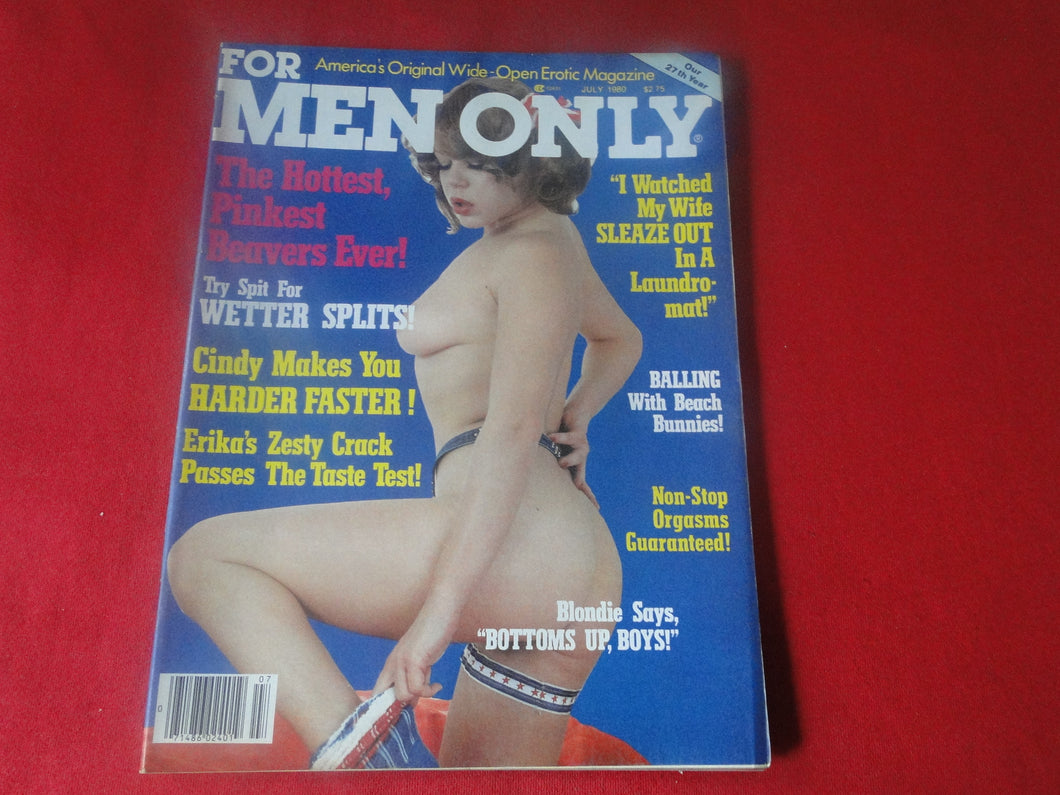 FOR
America's Original Wide-Open Erotic Magazine
Our
27th Year
JULY 1980 $2.75
MEN ONLY
The Hottest,
Pinkest
Beavers Ever!
Try Spit For
WETTER SPLITS!
Cindy Makes You
HARDER FASTER!
Erika's Zesty Crack
Passes The Taste Test!
"I Watched
My Wife
SLEAZE OUT
In A
Laundro-
mat!"
BALLING
With Beach
Bunnies!
Non-Stop
Orgasms
Guaranteed!
Blondie Says,
"BOTTOMS UP, BOYS!"
07
0
71486 02401